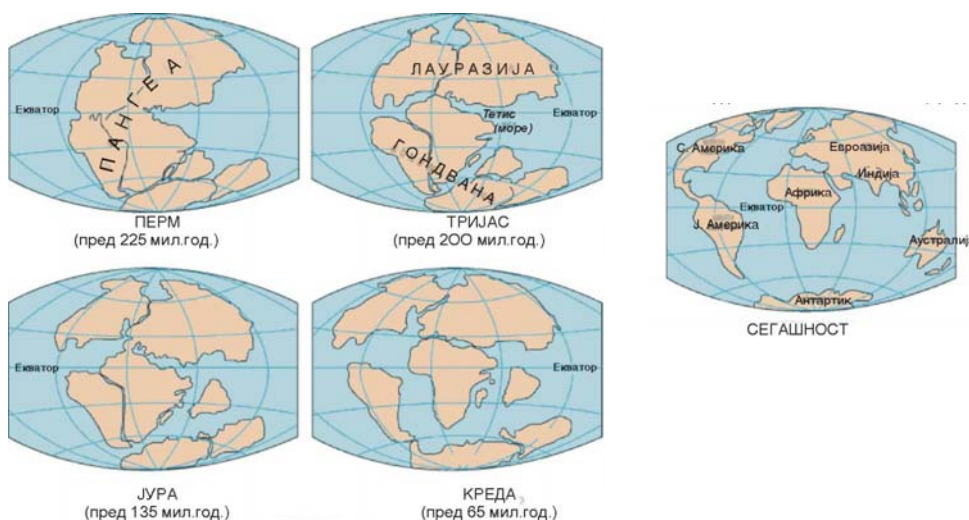 Екватор
ПАНГЕА
ПЕРМ
(пред 225 мил.год.)
ЛАУРАЗИЈА
Тетис
(море)
Екватор
ГОНДВАНА
ТРИЈАС
(пред 200 мил.год.)
Екватор
ЈУРА
(пред 135 мил.год.)
Екватор
КРЕДА
(пред 65 мил.год.)
С. Америка
Евроазија
Индија
Африка
Екватор
Ј. Америка
Аустралиј
Антартик
СЕГАШНОСТ